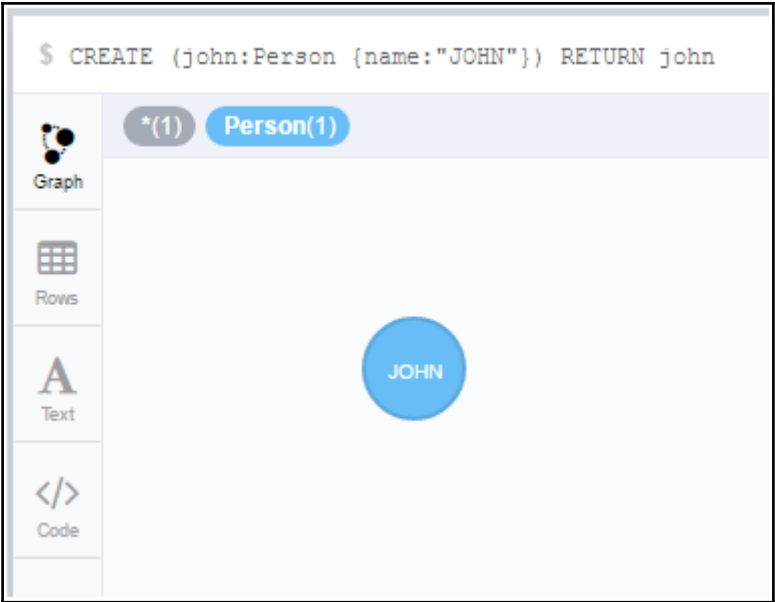 $ CREATE (john:Person {name:"JOHN"}) RETURN john
*(1) Person(1)
Graph
Rows
A
Text
</>
Code
JOHN